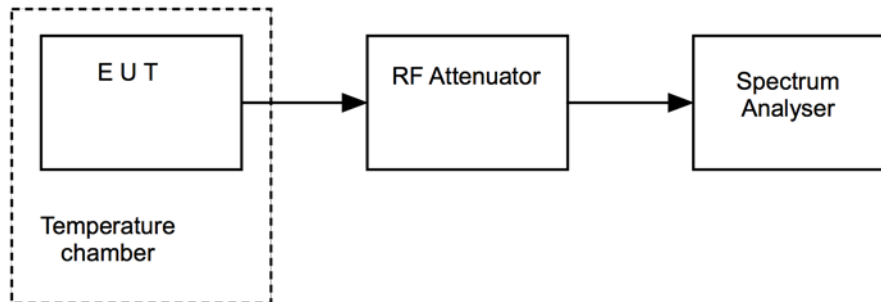 E U T
RF Attenuator
Spectrum
Analyser
Temperature
chamber